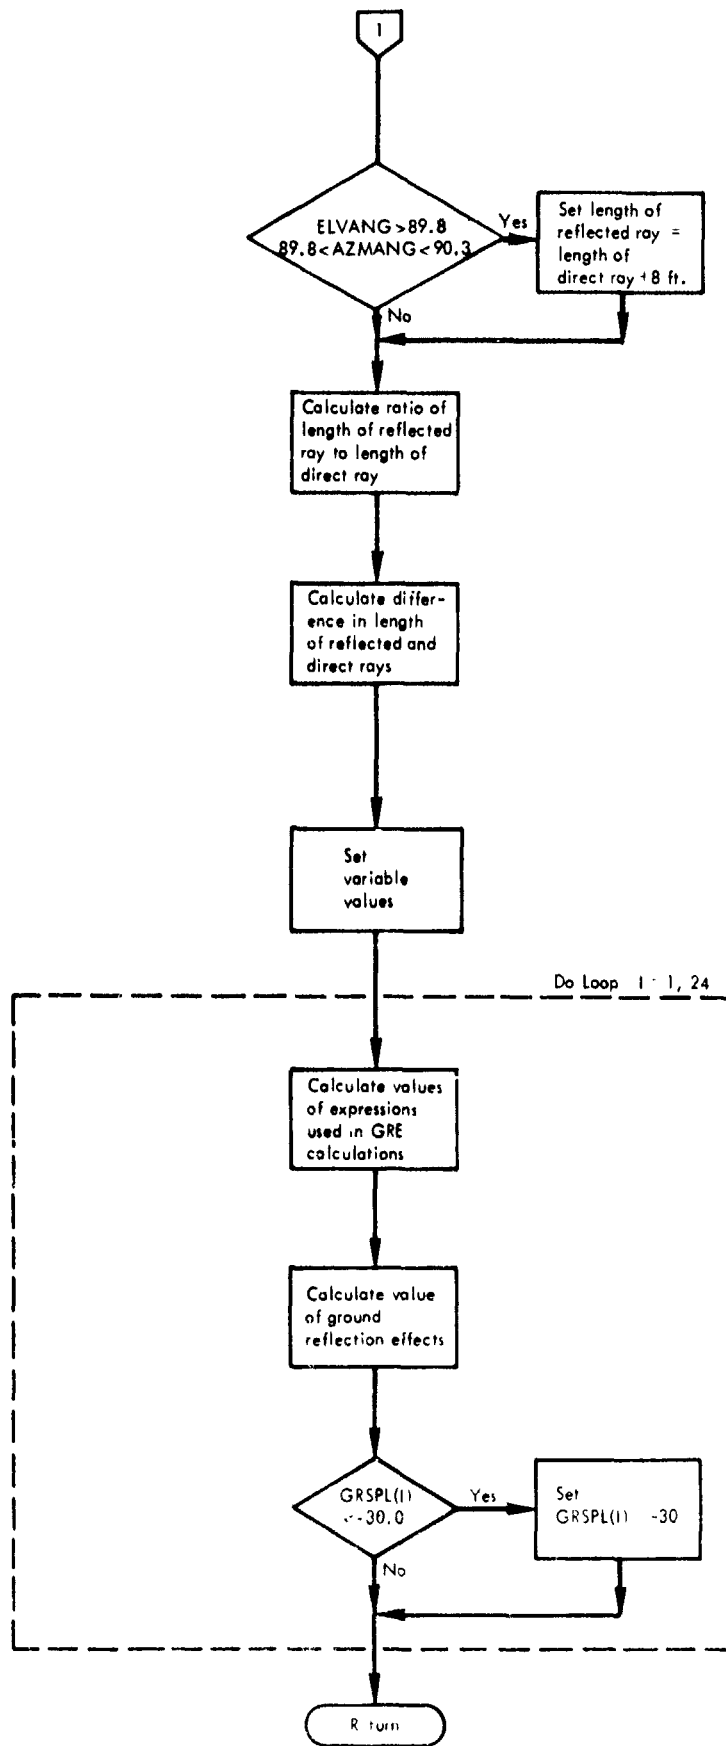 1
ELVANG >89.8
89.8< AZMANG <90.3
Yes
Set length of
reflected ray =
length of
direct ray +8 ft.
No
Calculate ratio of
length of reflected
ray to length of
direct ray
Calculate differ-
ence in length
of reflected and
direct rays
Set
variable
values
Do Loop I 1, 24
Calculate values
of expressions
used in GRE
calculations
Calculate value
of ground
reflection effects
GRSPL(I)
<-30.0
Yes
Set
GRSPL(I) -30
No
R turn